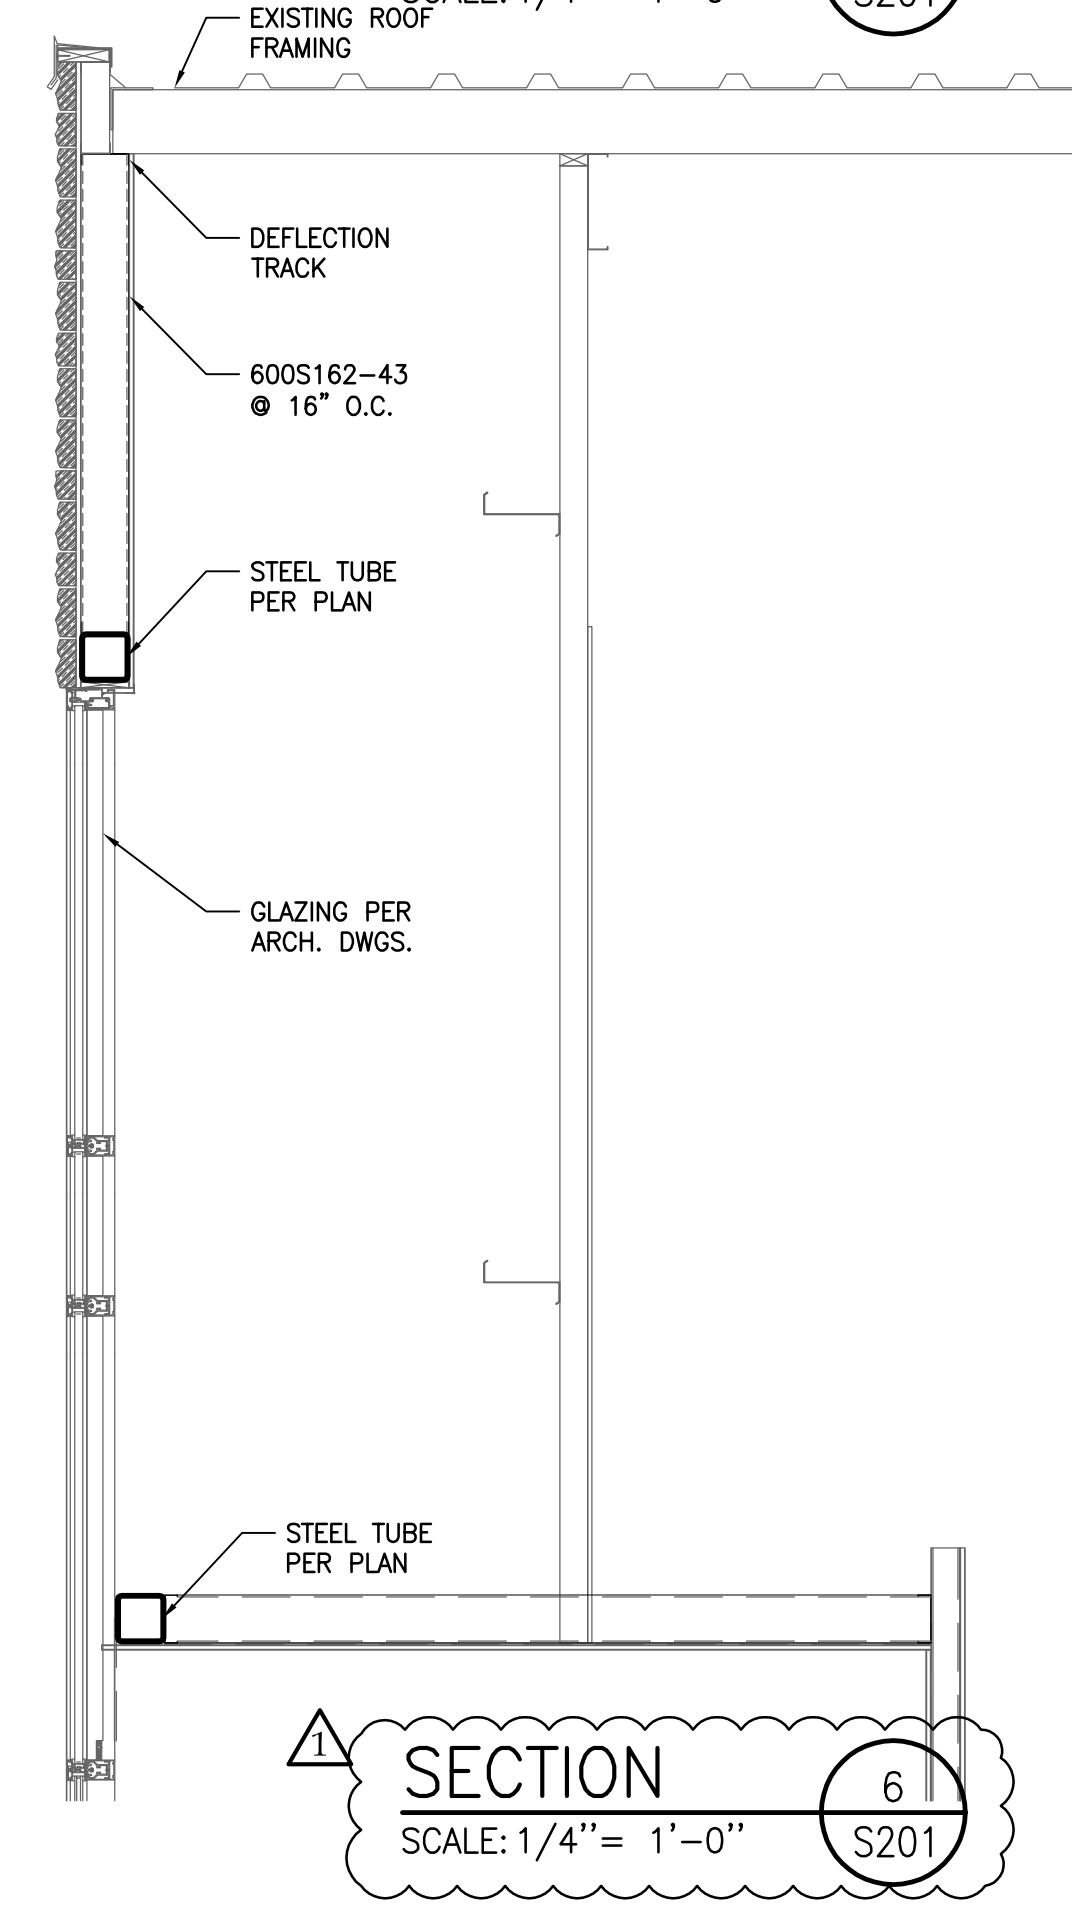 EXISTING ROOF
FRAMING
DEFLECTION
TRACK
600S162-43
@ 16" O.C.
STEEL TUBE
PER PLAN
GLAZING PER
ARCH. DWGS.
STEEL TUBE
PER PLAN
1
SECTION
6
SCALE: 1/4''= 1'-0''
S201